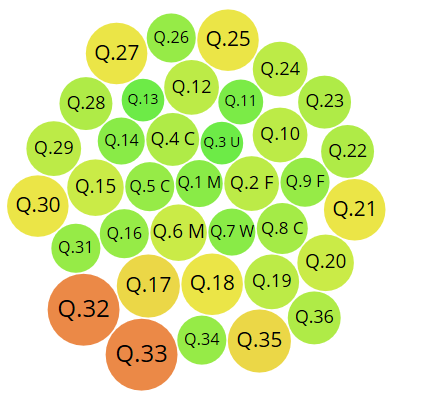 Q.26
Q.25
Q.27
Q.24
Q.12
Q.13
Q.11
Q.23
Q.28
Q.14
Q.4 C
Q.3 U
Q.10
Q.29
Q.22
Q.15
Q.5 C
Q.1 M
Q.2 F
Q.9 F
Q.30
Q.21
Q.31
Q.16
Q.6 M
Q.7 W
Q.8 C
Q.20
Q.17
Q.18
Q.19
Q.32
Q.36
Q.33
Q.34
Q.35